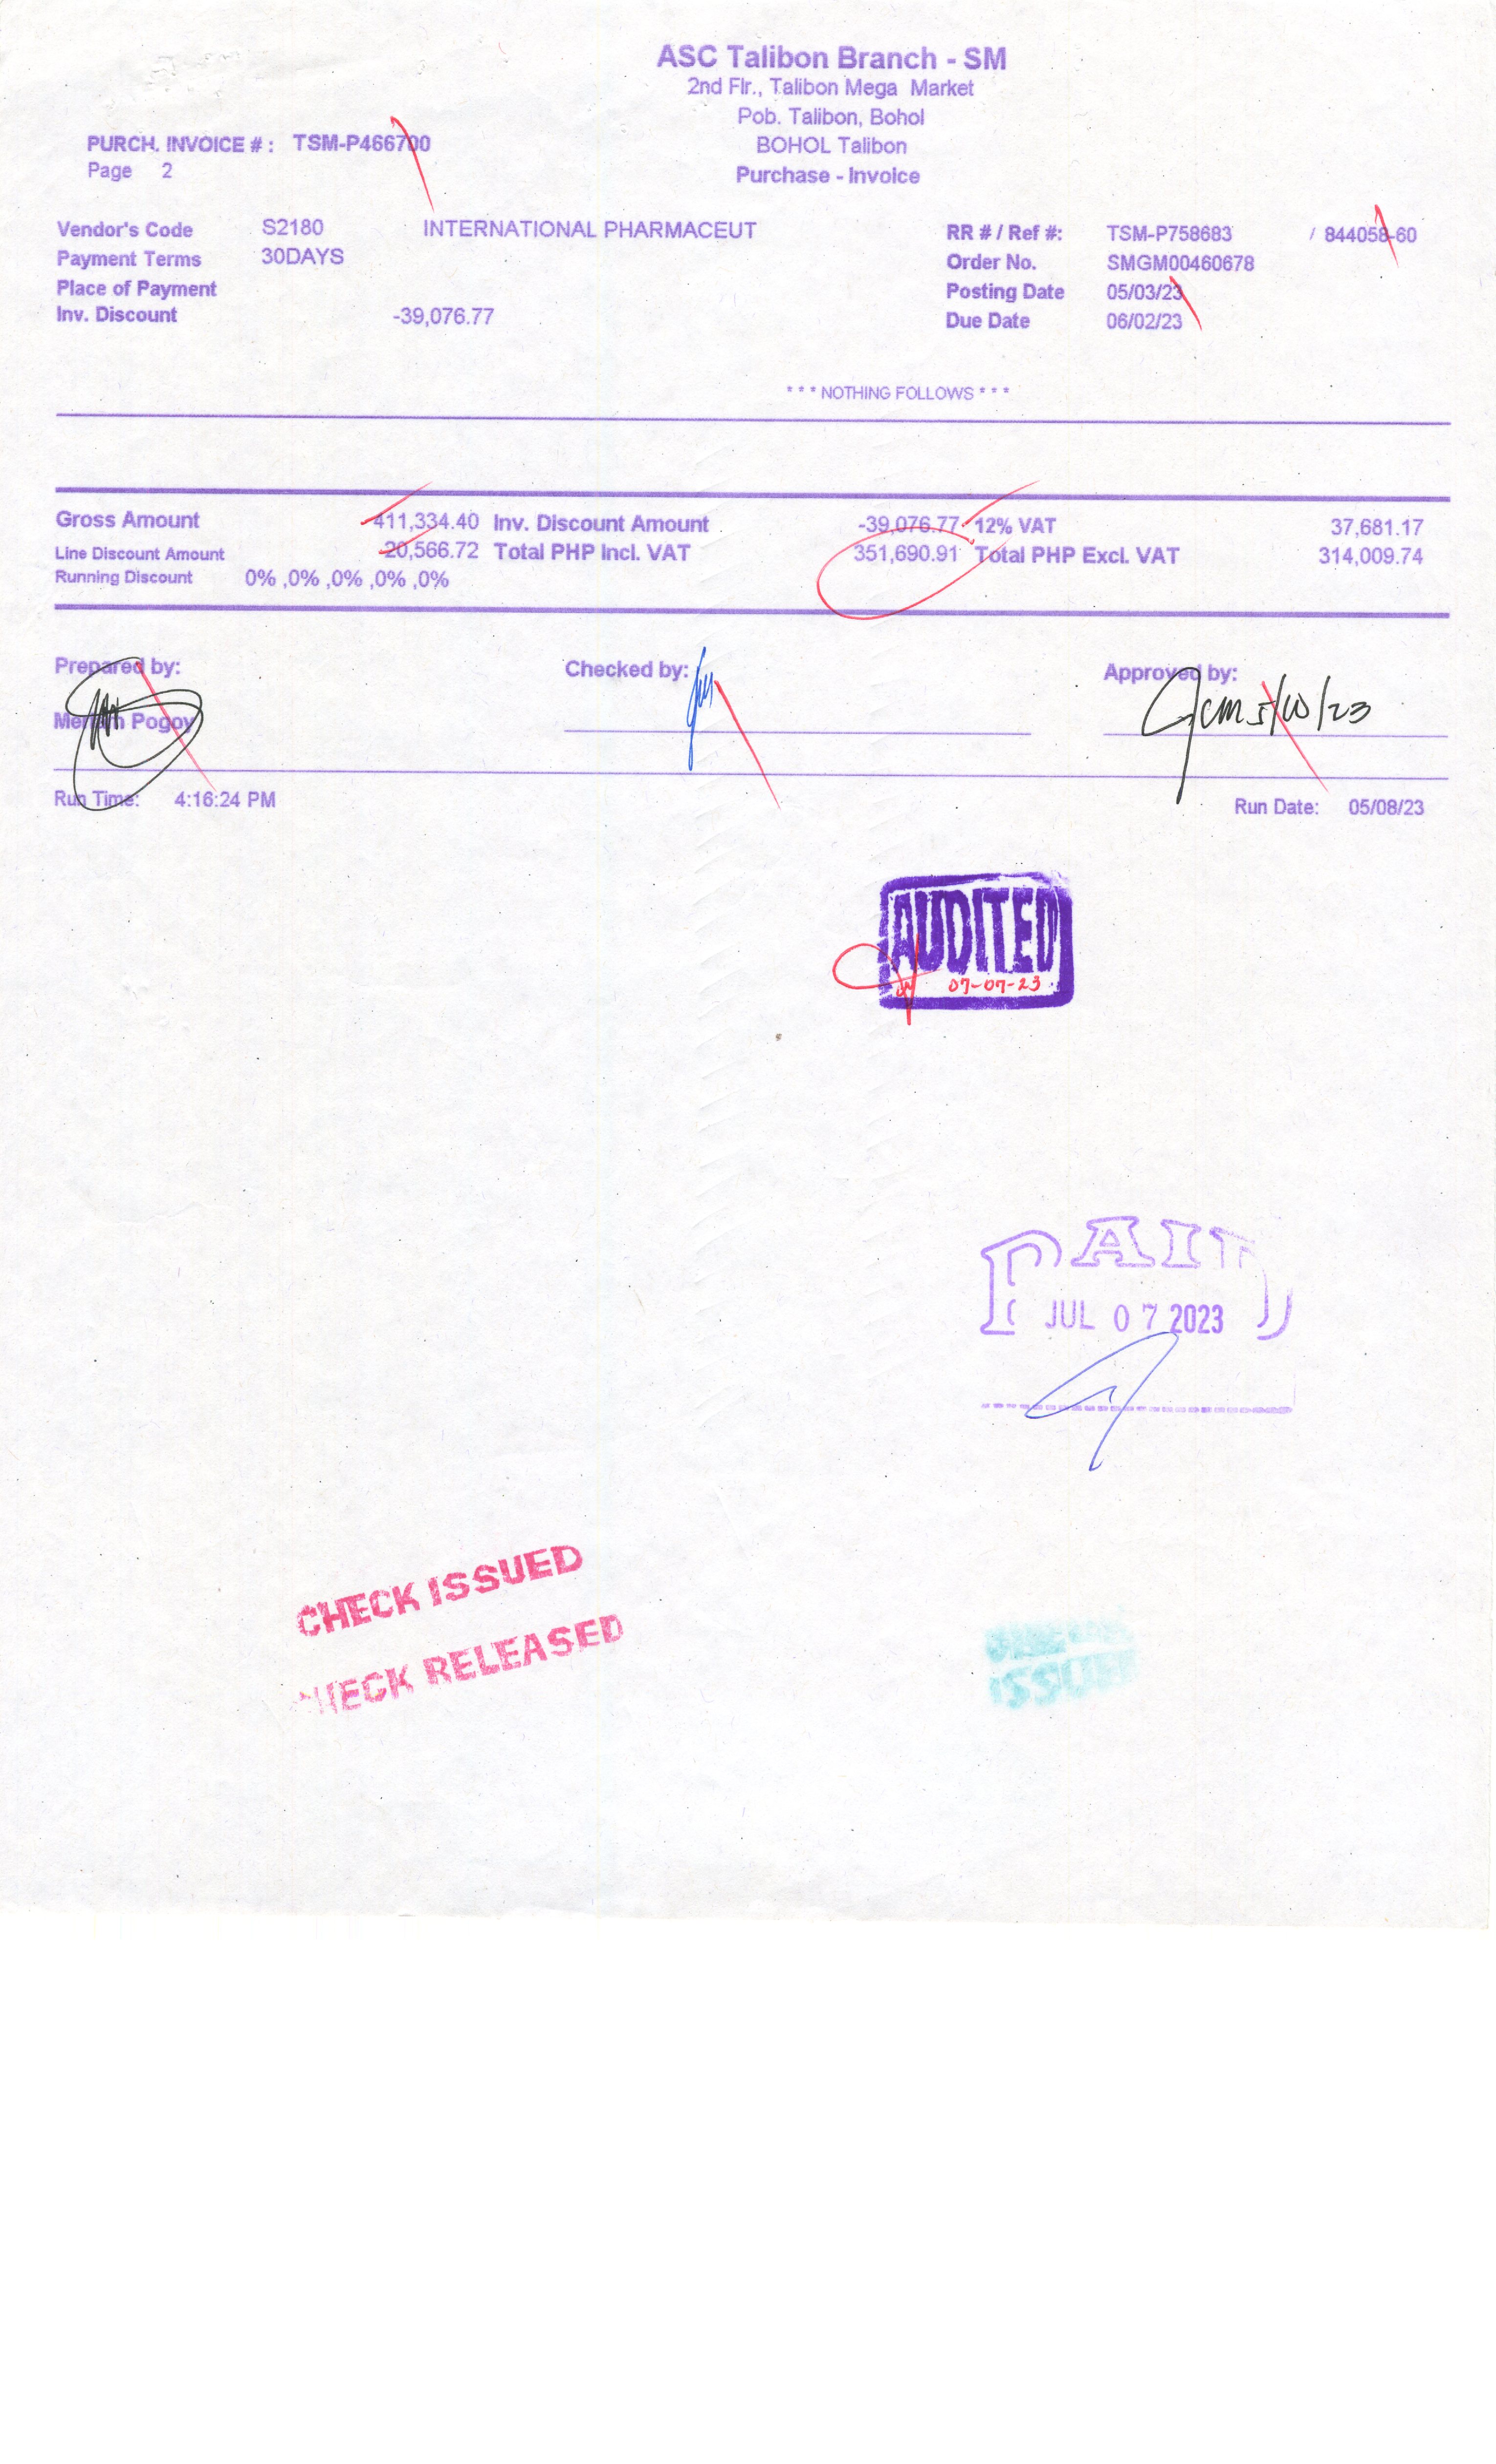 ASC Talibon Branch - SM
2nd Flr., Talibon Mega Market
Pob. Talibon, Bohol
BOHOL Talibon
Purchase - Invoice
PURCH. INVOICE # : TSM-P466700
Page 2
Vendor's Code S2180 INTERNATIONAL PHARMACEUT
Payment Terms 30DAYS
Place of Payment
Inv. Discount -39,076.77
RR # / Ref #: TSM-P758683 / 844058-60
Order No. SMGM00460678
Posting Date 05/03/23
Due Date 06/02/23
* * * NOTHING FOLLOWS * * *
Gross Amount 411,334.40 Inv. Discount Amount -39,076.77 12% VAT 37,681.17
Line Discount Amount -20,566.72 Total PHP Incl. VAT 351,690.91 Total PHP Excl. VAT 314,009.74
Running Discount 0% ,0% ,0% ,0% ,0%
Prepared by: Checked by: Approved by:
Pogoy 5/10/23
Run Time: 4:16:24 PM Run Date: 05/08/23
AUDITED
07-07-23
PAID
JUL 07 2023
CHECK ISSUED
CHECK RELEASED
ISSUED